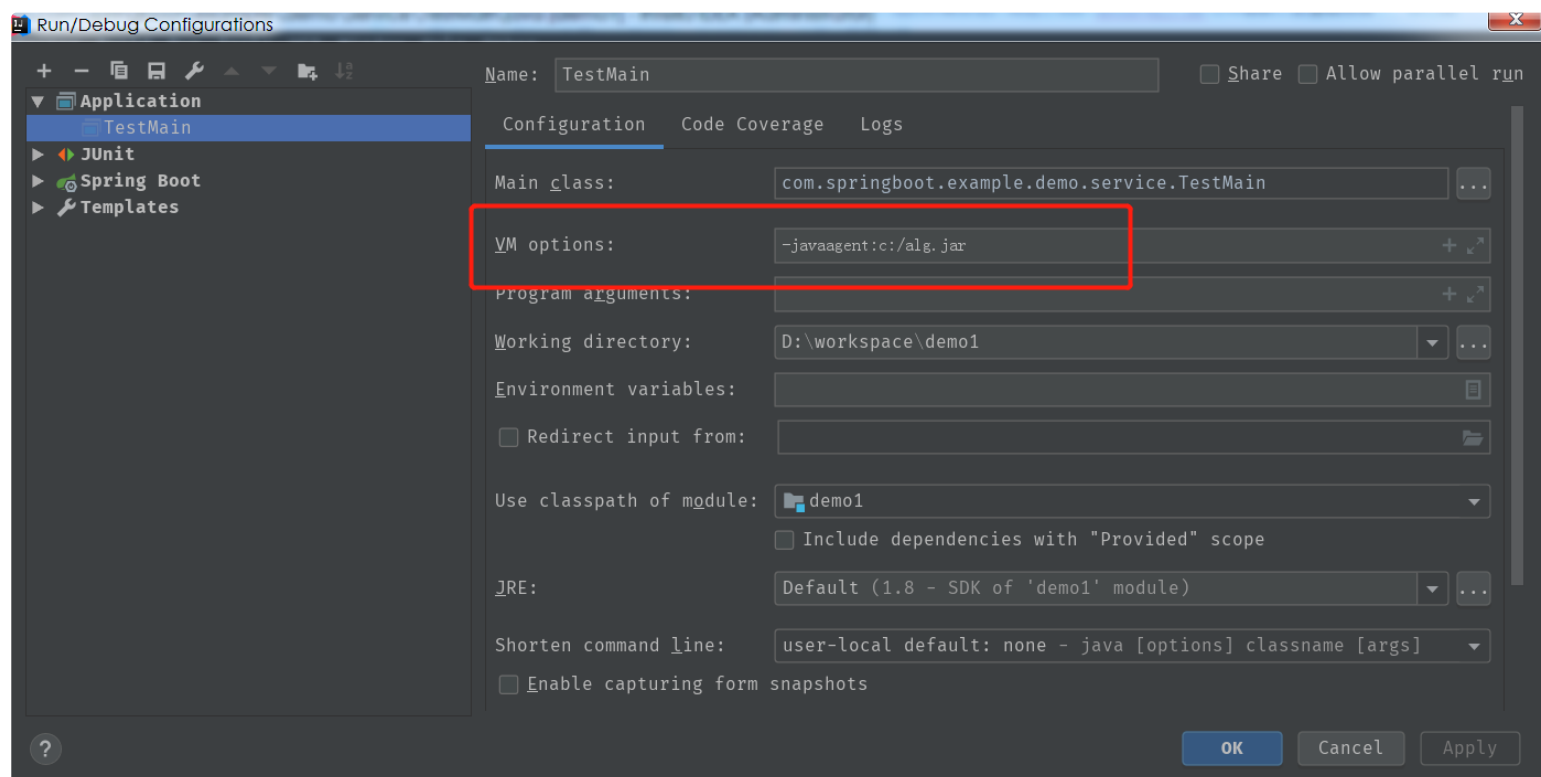 Run/Debug Configurations
Application
TestMain
JUnit
Spring Boot
Templates
Name: TestMain
Share
Allow parallel run
Configuration Code Coverage Logs
Main class: com.springboot.example.demo.service.TestMain ...
VM options: -javaagent:c:/alg.jar
Program arguments:
Working directory: D:\workspace\demo1 ...
Environment variables:
Redirect input from:
Use classpath of module: demo1
Include dependencies with "Provided" scope
JRE: Default (1.8 - SDK of 'demo1' module) ...
Shorten command line: user-local default: none - java [options] classname [args]
Enable capturing form snapshots
? OK Cancel Apply